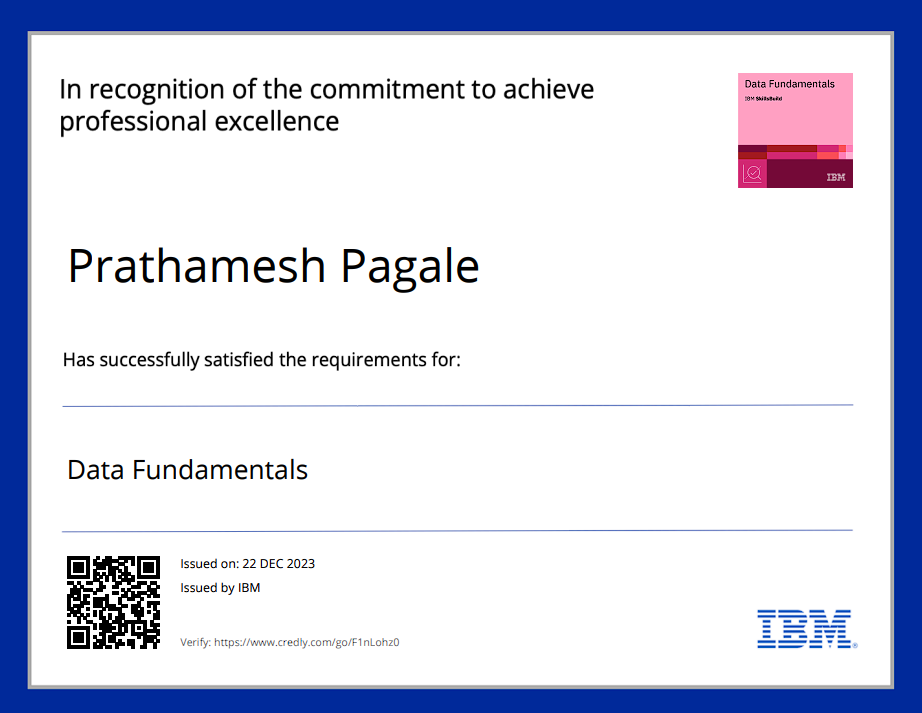 In recognition of the commitment to achieve
professional excellence
Data Fundamentals
IBM SkillsBuild
IBM
Prathamesh Pagale
Has successfully satisfied the requirements for:
Data Fundamentals
Issued on: 22 DEC 2023
Issued by IBM
Verify: https://www.credly.com/go/F1nLohz0
IBM®